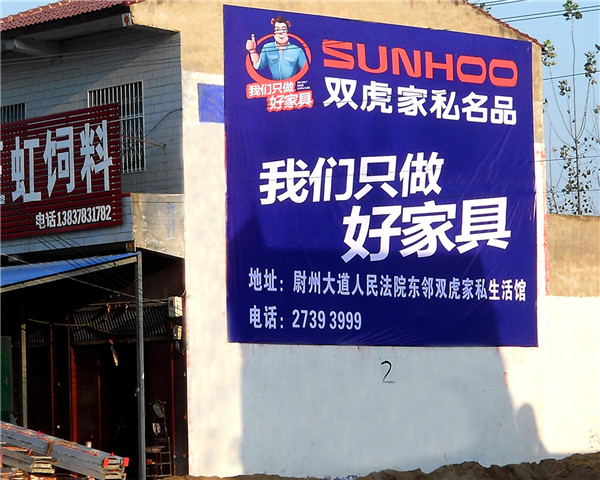 SUNHOO
双虎家私名品
我们只做
好家具
我们只做
好家具
地址：尉州大道人民法院东邻双虎家私生活馆
电话：2739 3999
虹饲料
电话13837831782
2